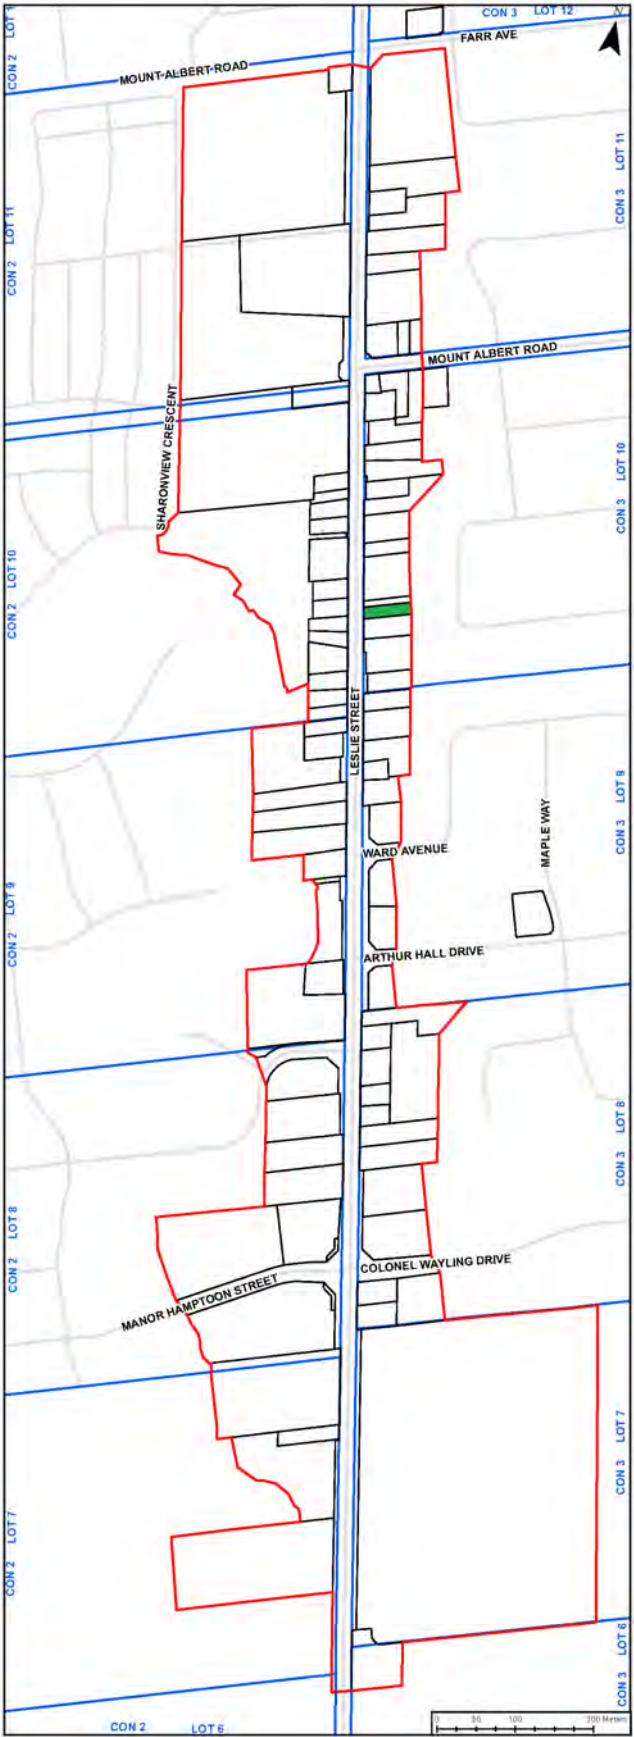 CON 3 LOT 12
N
CON 2 LOT 1
FARR AVE
MOUNT ALBERT ROAD
CON 3 LOT 11
CON 2 LOT 11
MOUNT ALBERT ROAD
SHARONVIEW CRESCENT
CON 3 LOT 10
CON 2 LOT 10
LESLIE STREET
CON 3 LOT 9
MAPLE WAY
WARD AVENUE
CON 2 LOT 9
ARTHUR HALL DRIVE
CON 3 LOT 8
CON 2 LOT 8
COLONEL WAYLING DRIVE
MANOR HAMPTOON STREET
CON 3 LOT 7
CON 2 LOT 7
CON 3 LOT 6
CON 2 LOT 6
0 50 100 200 Meters